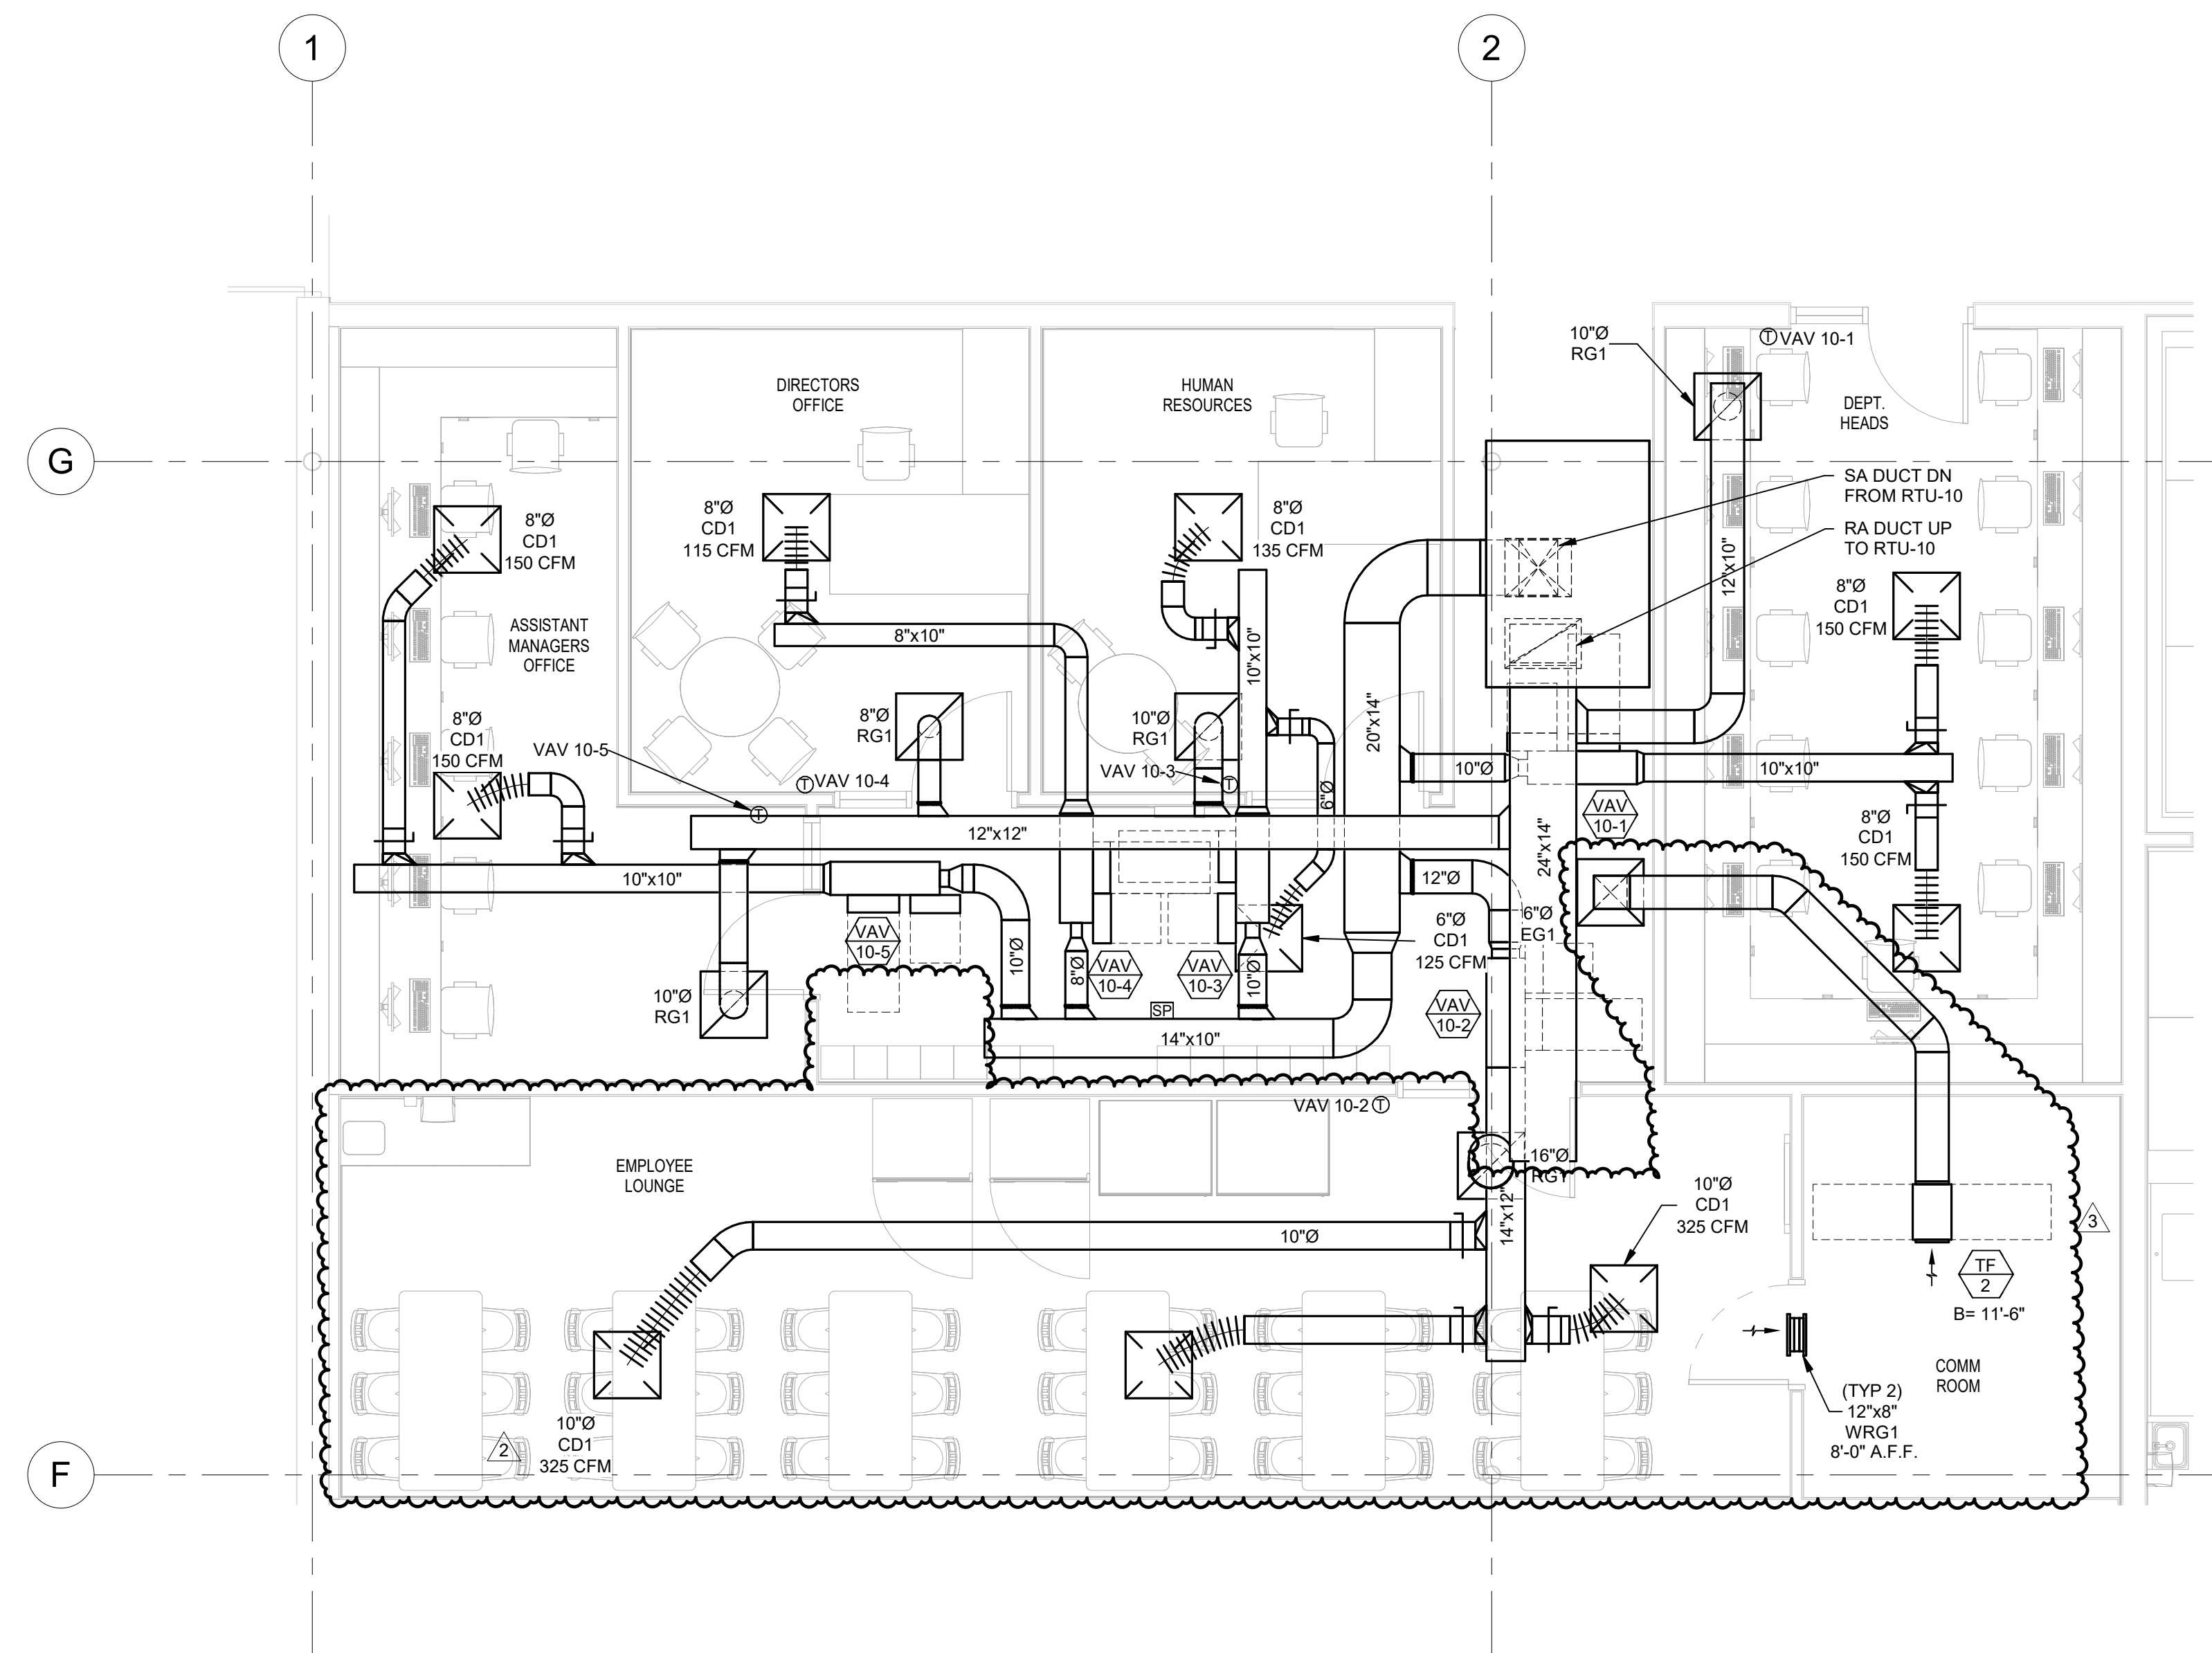 1
2
G
F
DIRECTORS
OFFICE
HUMAN
RESOURCES
10"Ø
RG1
Ⓣ VAV 10-1
DEPT.
HEADS
SA DUCT DN
FROM RTU-10
RA DUCT UP
TO RTU-10
12"x10"
8"Ø
CD1
150 CFM
8"Ø
CD1
115 CFM
8"Ø
CD1
135 CFM
8"Ø
CD1
150 CFM
ASSISTANT
MANAGERS
OFFICE
8"x10"
10"x10"
20"x14"
8"Ø
CD1
150 CFM
VAV 10-5
Ⓣ
Ⓣ VAV 10-4
8"Ø
RG1
10"Ø
RG1
VAV 10-3
Ⓣ
6"Ø
10"Ø
10"x10"
VAV
10-1
12"x12"
24"x14"
8"Ø
CD1
150 CFM
10"x10"
12"Ø
VAV
10-5
10"Ø
8"Ø
VAV
10-4
VAV
10-3
10"Ø
6"Ø
CD1
125 CFM
6"Ø
EG1
VAV
10-2
10"Ø
RG1
SP
14"x10"
VAV 10-2 Ⓣ
EMPLOYEE
LOUNGE
16"Ø
RG1
14"x12"
10"Ø
10"Ø
CD1
325 CFM
3
TF
2
B= 11'-6"
COMM
ROOM
(TYP 2)
12"x8"
WRG1
8'-0" A.F.F.
10"Ø
CD1
325 CFM
2